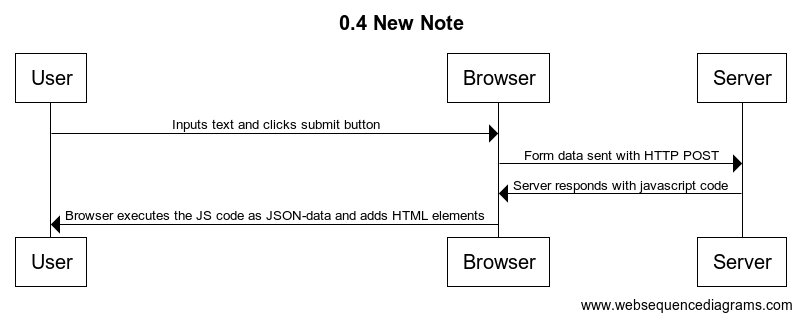 0.4 New Note
User Browser Server
Inputs text and clicks submit button
Form data sent with HTTP POST
Server responds with javascript code
Browser executes the JS code as JSON-data and adds HTML elements
User Browser Server
www.websequencediagrams.com